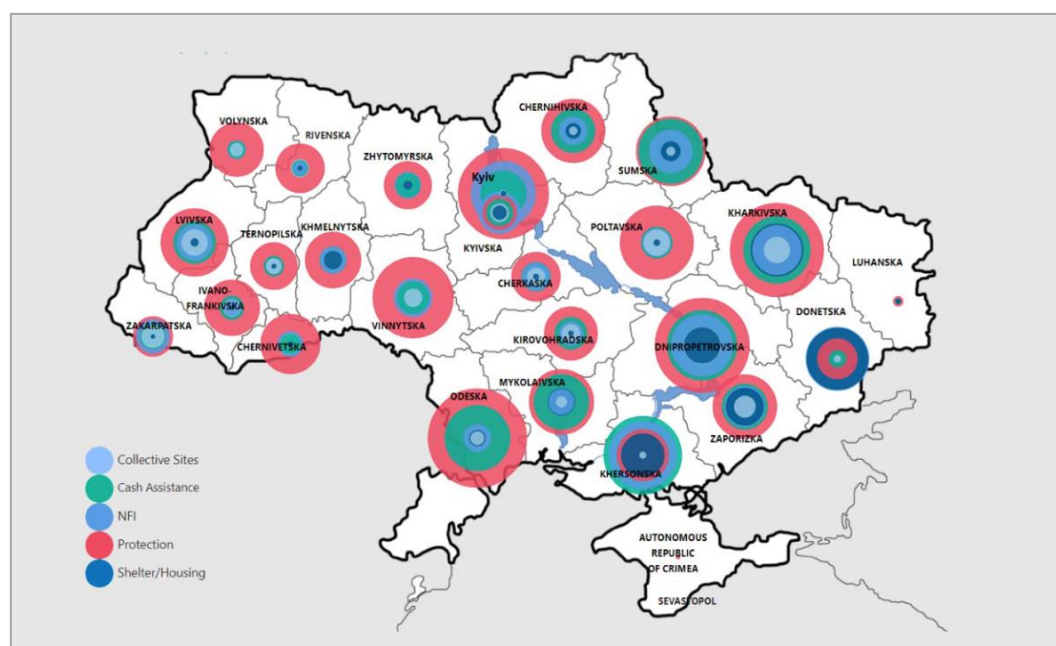 CHERNIHIVSKA
VOLYNSKA
RIVENSKA
ZHYTOMYRSKA
SUMSKA
Kyiv
LVIVSKA
TERNOPILSKA
KHMELNYTSKA
KYIVSKA
POLTAVSKA
KHARKIVSKA
LUHANSKA
IVANO-
FRANKIVSKA
CHERKASKA
VINNYTSKA
DONETSKA
ZAKARPATSKA
CHERNIVETSKA
KIROVOHRADSKA
DNIPROPETROVSKA
MYKOLAIVSKA
ODESKA
ZAPORIZKA
KHERSONSKA
Collective Sites
Cash Assistance
NFI
Protection
Shelter/Housing
AUTONOMOUS
REPUBLIC
OF CRIMEA
SEVASTOPOL